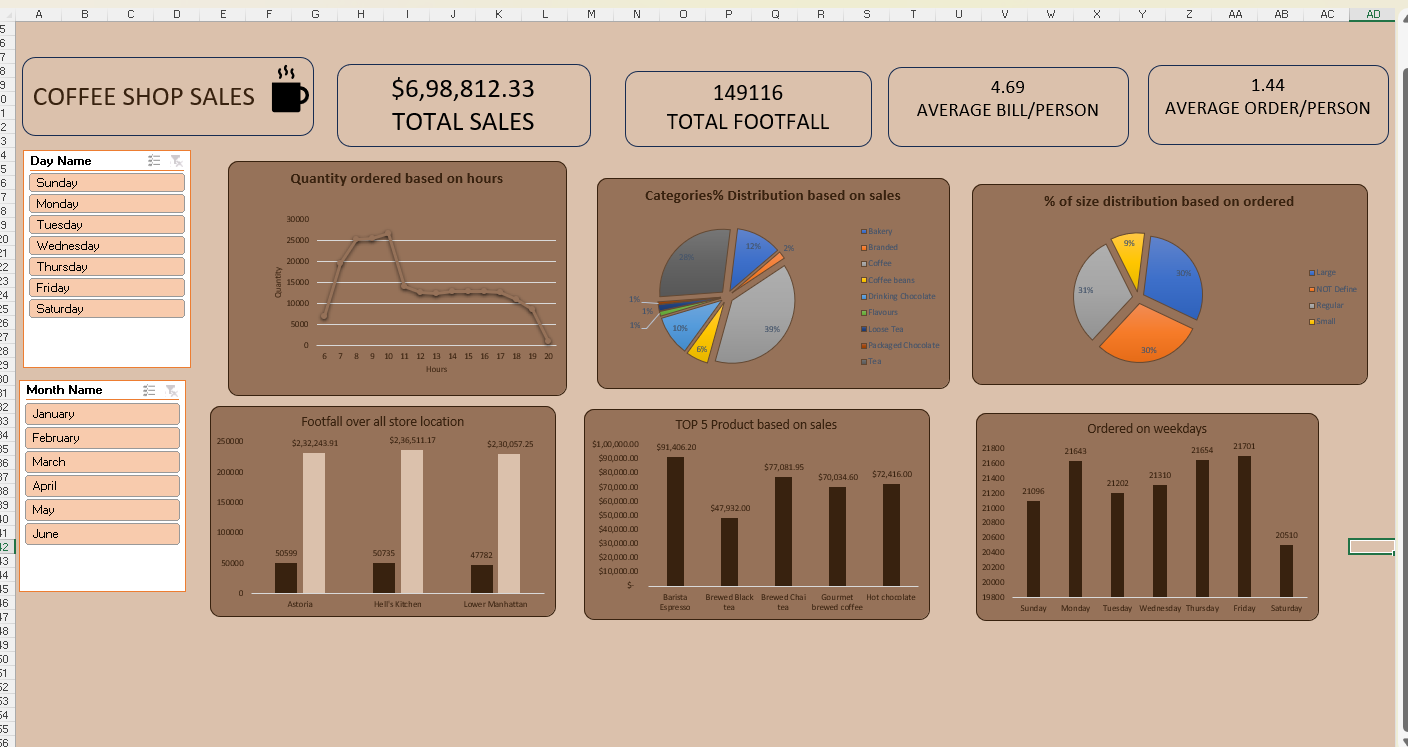 A B C D E F G H I J K L M N O P Q R S T U V W X Y Z AA AB AC AD
COFFEE SHOP SALES
$6,98,812.33
TOTAL SALES
149116
TOTAL FOOTFALL
4.69
AVERAGE BILL/PERSON
1.44
AVERAGE ORDER/PERSON
Day Name
Sunday
Monday
Tuesday
Wednesday
Thursday
Friday
Saturday
Month Name
January
February
March
April
May
June
Quantity ordered based on hours
30000
25000
20000
15000
10000
5000
0
Quantity
6 7 8 9 10 11 12 13 14 15 16 17 18 19 20
Hours
Categories% Distribution based on sales
12%
2%
39%
6%
10%
1%
1%
1%
28%
Bakery
Branded
Coffee
Coffee beans
Drinking Chocolate
Flavours
Loose Tea
Packaged Chocolate
Tea
% of size distribution based on ordered
9%
30%
31%
30%
Large
NOT Define
Regular
Small
Footfall over all store location
250000
200000
150000
100000
50000
0
$2,32,243.91
$2,36,511.17
$2,30,057.25
50599
50735
47782
Astoria
Hell's Kitchen
Lower Manhattan
TOP 5 Product based on sales
$1,00,000.00
$90,000.00
$80,000.00
$70,000.00
$60,000.00
$50,000.00
$40,000.00
$30,000.00
$20,000.00
$10,000.00
$-
$91,406.20
$47,932.00
$77,081.95
$70,034.60
$72,416.00
Barista
Espresso
Brewed Black
tea
Brewed Chai
tea
Gourmet
brewed coffee
Hot chocolate
Ordered on weekdays
21800
21600
21400
21200
21000
20800
20600
20400
20200
20000
19800
21096
21643
21202
21310
21654
21701
20510
Sunday Monday Tuesday Wednesday Thursday Friday Saturday